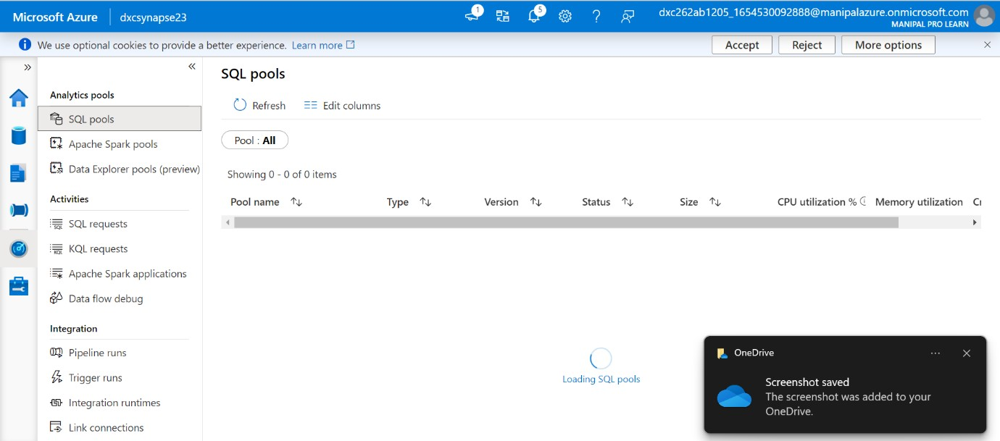 Microsoft Azure
dxcsynapse23
1
5
dxc262ab1205_1654530092888@manipalazure.onmicrosoft.com
MANIPAL PRO LEARN
We use optional cookies to provide a better experience. Learn more
Accept
Reject
More options
SQL pools
Refresh
Edit columns
Pool : All
Showing 0 - 0 of 0 items
Pool name
Type
Version
Status
Size
CPU utilization %
Memory utilization
Cr
Loading SQL pools
Analytics pools
SQL pools
Apache Spark pools
Data Explorer pools (preview)
Activities
SQL requests
KQL requests
Apache Spark applications
Data flow debug
Integration
Pipeline runs
Trigger runs
Integration runtimes
Link connections
OneDrive
Screenshot saved
The screenshot was added to your
OneDrive.